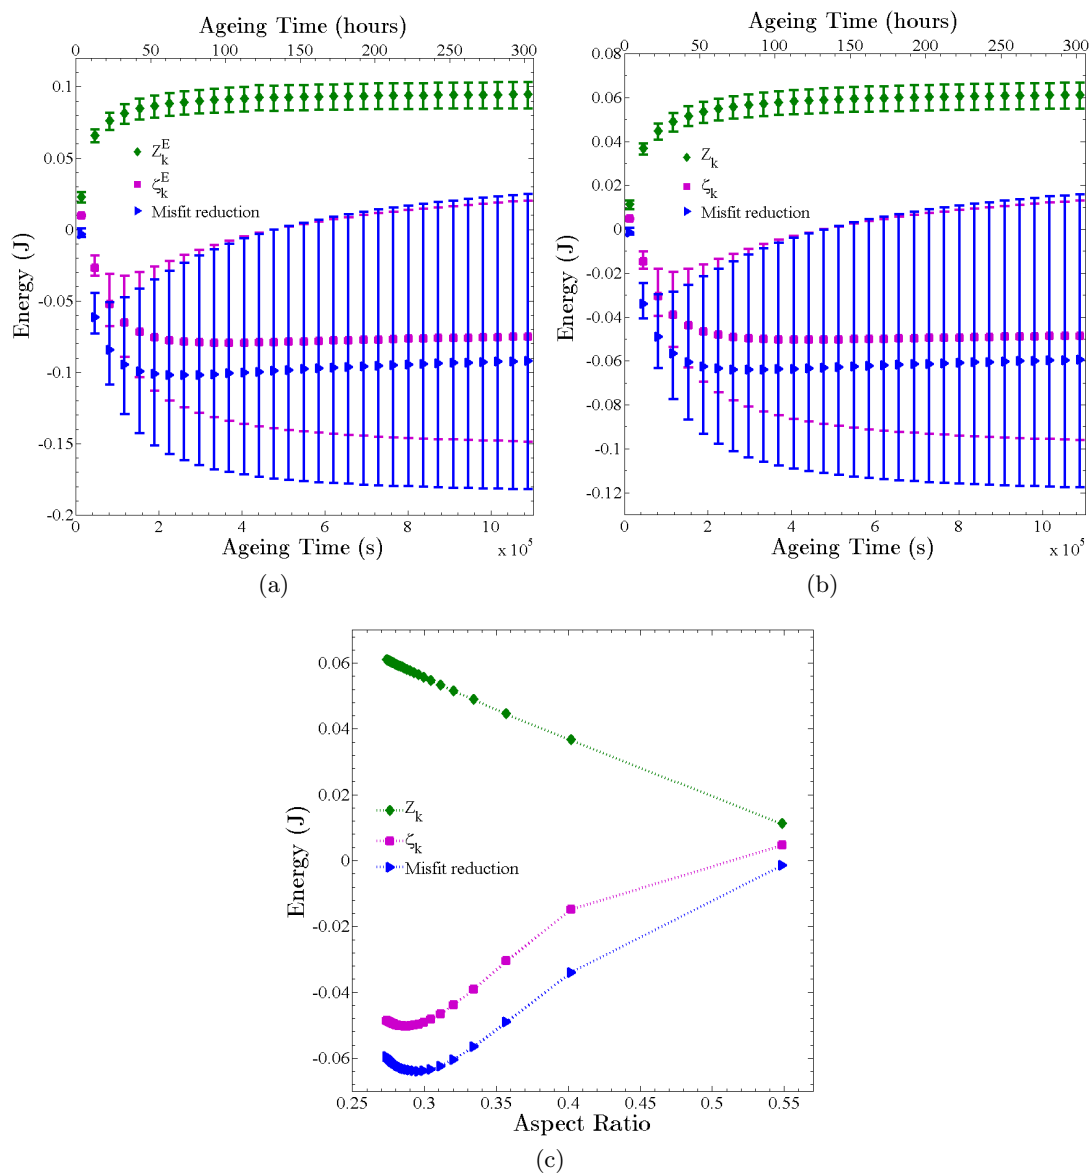 Ageing Time (hours)
0 50 100 150 200 250 300
0.1
0.05
0
-0.05
-0.1
-0.15
-0.2
Energy (J)
Z_k^E
ζ_k^E
Misfit reduction
0 2 4 6 8 10
x 10^5
Ageing Time (s)
(a)
Ageing Time (hours)
0 50 100 150 200 250 300
0.08
0.06
0.04
0.02
0
-0.02
-0.04
-0.06
-0.08
-0.1
-0.12
Energy (J)
Z_k
ζ_k
Misfit reduction
0 2 4 6 8 10
x 10^5
Ageing Time (s)
(b)
0.06
0.04
0.02
0
-0.02
-0.04
-0.06
Energy (J)
Z_k
ζ_k
Misfit reduction
0.25 0.3 0.35 0.4 0.45 0.5 0.55
Aspect Ratio
(c)